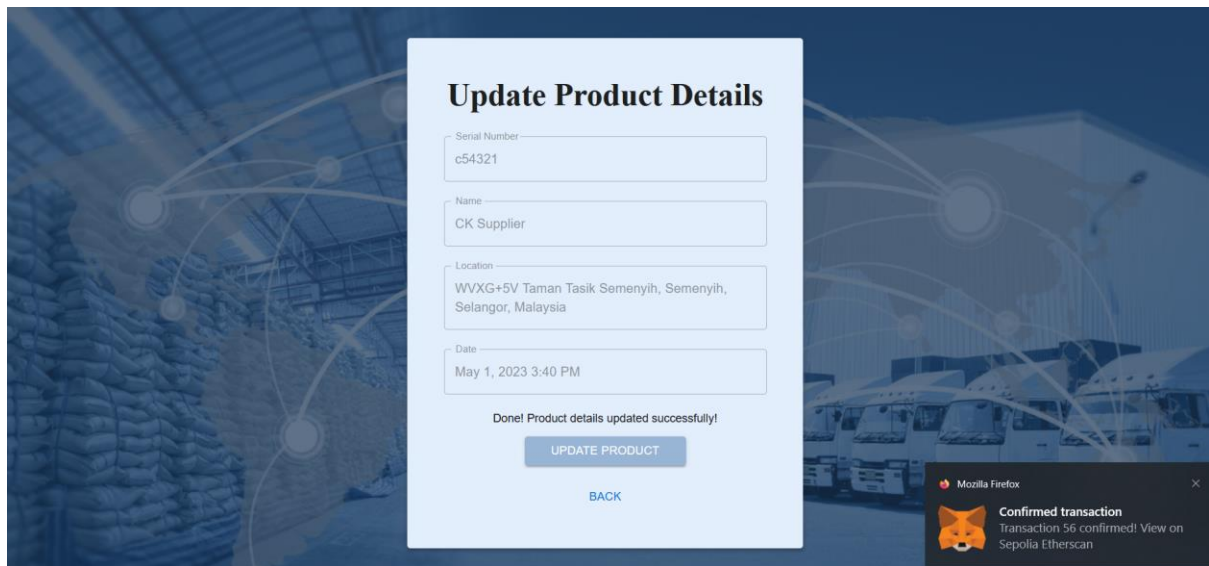 Update Product Details
Serial Number
c54321
Name
CK Supplier
Location
WVXG+5V Taman Tasik Semenyih, Semenyih,
Selangor, Malaysia
Date
May 1, 2023 3:40 PM
Done! Product details updated successfully!
UPDATE PRODUCT
BACK
Mozilla Firefox
Confirmed transaction
Transaction 56 confirmed! View on
Sepolia Etherscan